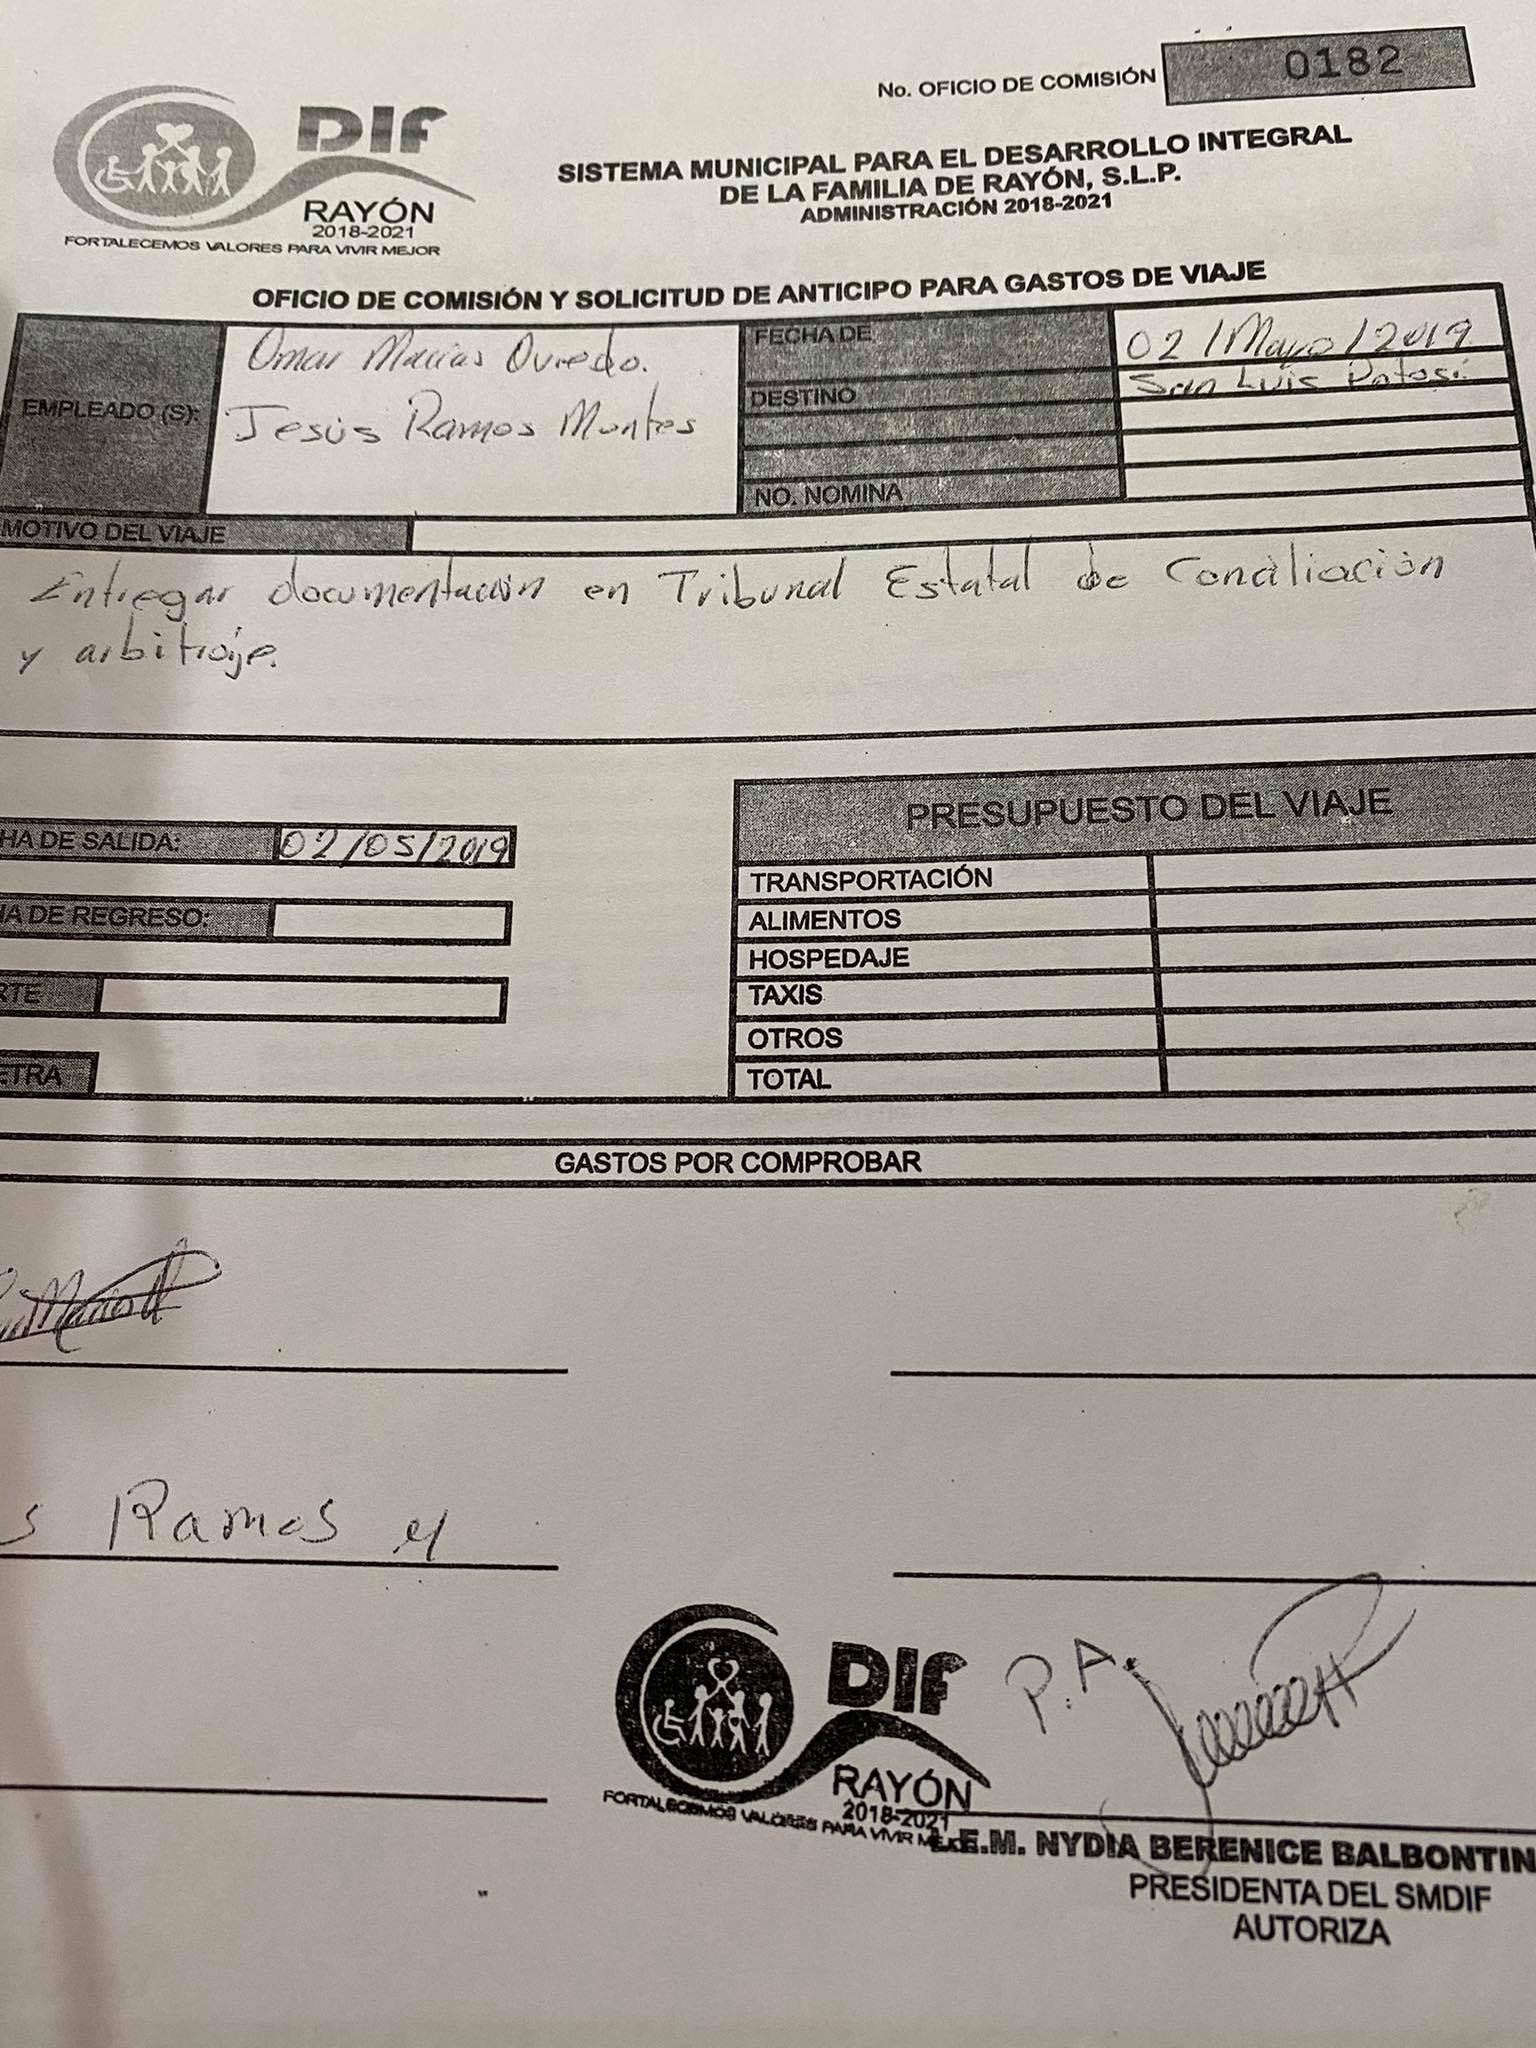 No. OFICIO DE COMISIÓN 0182
DIF
RAYÓN
2018-2021
FORTALECEMOS VALORES PARA VIVIR MEJOR
SISTEMA MUNICIPAL PARA EL DESARROLLO INTEGRAL
DE LA FAMILIA DE RAYÓN, S.L.P.
ADMINISTRACIÓN 2018-2021
OFICIO DE COMISIÓN Y SOLICITUD DE ANTICIPO PARA GASTOS DE VIAJE
EMPLEADO (S):
Omar Macias Oviedo.
Jesús Ramos Montes
FECHA DE 02/Mayo/2019
DESTINO San Luis Potosí.
NO. NOMINA
MOTIVO DEL VIAJE
Entregar documentación en Tribunal Estatal de Conciliación
y arbitraje.
HA DE SALIDA: 02/05/2019
A DE REGRESO:
RTE
ETRA
PRESUPUESTO DEL VIAJE
TRANSPORTACIÓN
ALIMENTOS
HOSPEDAJE
TAXIS
OTROS
TOTAL
GASTOS POR COMPROBAR
s Ramos
DIF
RAYÓN
2018-2021
FORTALECEMOS VALORES PARA VIVIR MEJOR
P.A.
L.E.M. NYDIA BERENICE BALBONTIN
PRESIDENTA DEL SMDIF
AUTORIZA